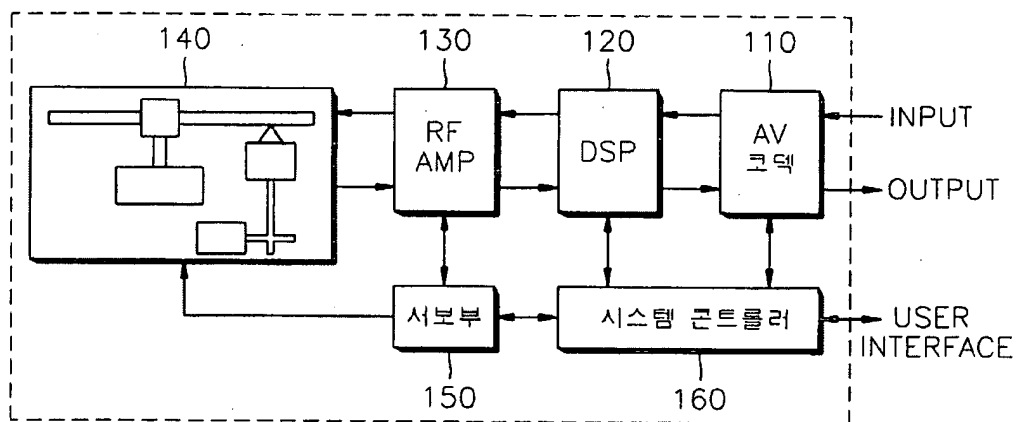 140
130
120
110
RF
AMP
DSP
AV
코덱
INPUT
OUTPUT
서보부
시스템 콘트롤러
USER
INTERFACE
150
160